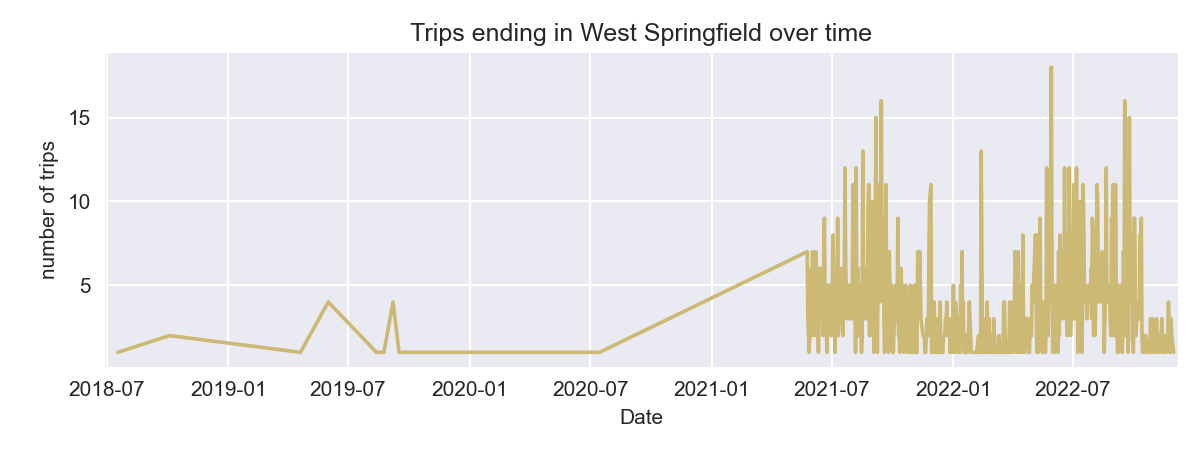 Trips ending in West Springfield over time
number of trips
15
10
5
2018-07 2019-01 2019-07 2020-01 2020-07 2021-01 2021-07 2022-01 2022-07
Date